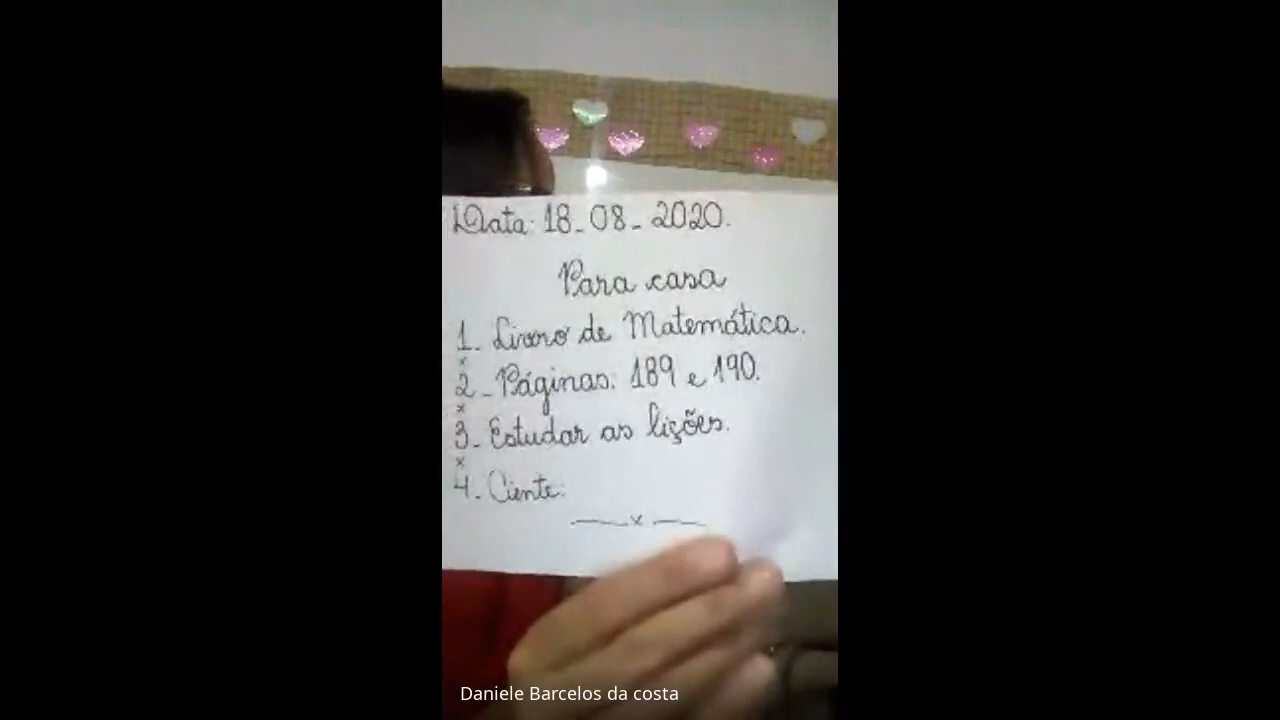 Data: 18-08-2020.
Para casa
1- Livro de Matemática.
x
2- Páginas: 189 e 190.
x
3- Estudar as lições.
x
4- Ciente:
—x—
Daniele Barcelos da costa